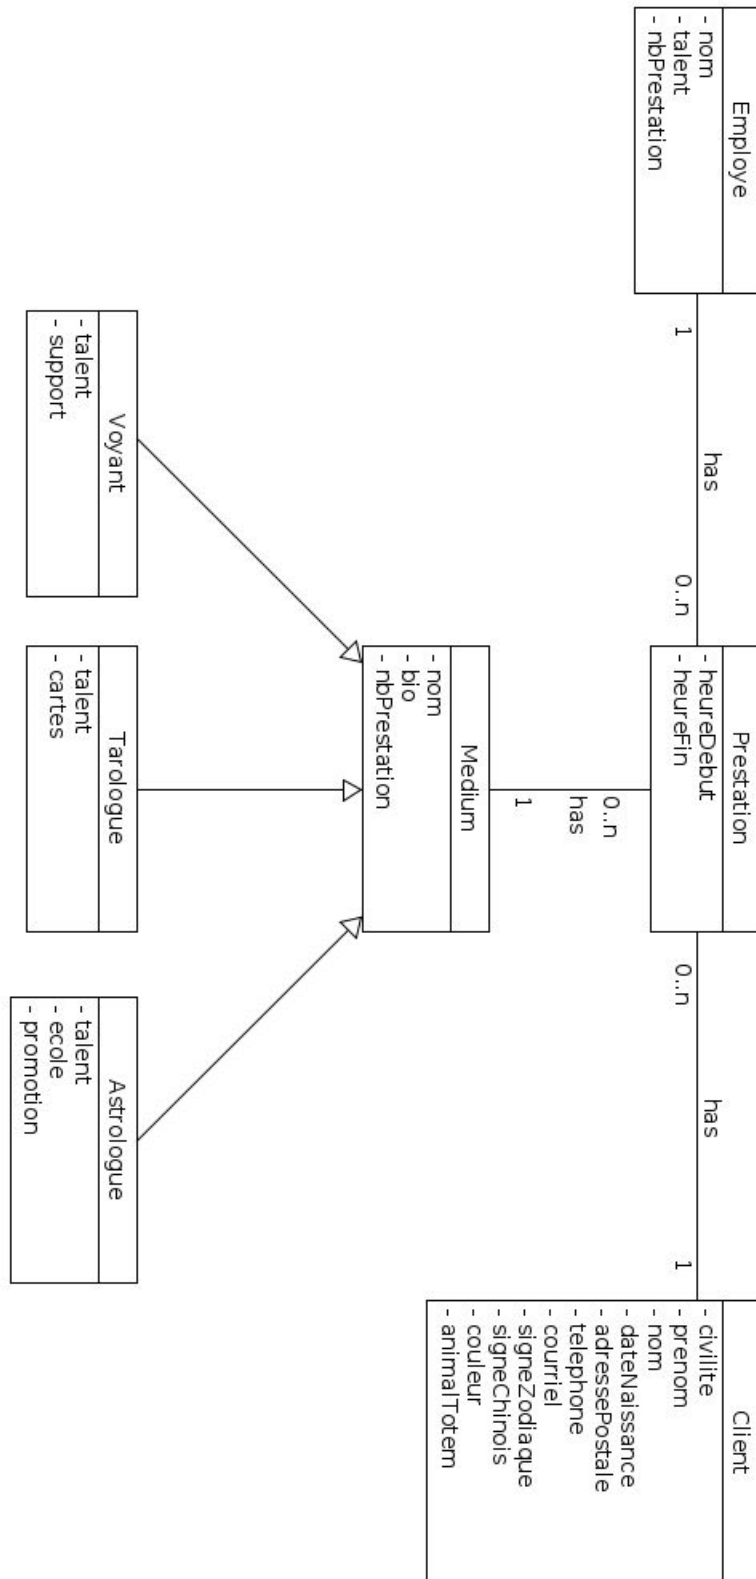 Employe
- nom
- talent
- nbPrestation
1
has
0..n
Prestation
- heureDebut
- heureFin
0..n
has
1
Client
- civilite
- prenom
- nom
- dateNaissance
- adressePostale
- telephone
- courriel
- signeZodiaque
- signeChinois
- couleur
- animalTotem
0..n
has
1
Medium
- nom
- bio
- nbPrestation
Voyant
- talent
- support
Tarologue
- talent
- cartes
Astrologue
- talent
- ecole
- promotion